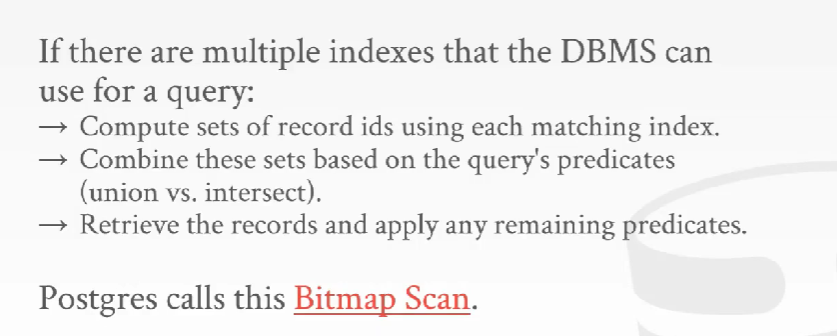 If there are multiple indexes that the DBMS can
use for a query:
→ Compute sets of record ids using each matching index.
→ Combine these sets based on the query's predicates
(union vs. intersect).
→ Retrieve the records and apply any remaining predicates.
Postgres calls this Bitmap Scan.